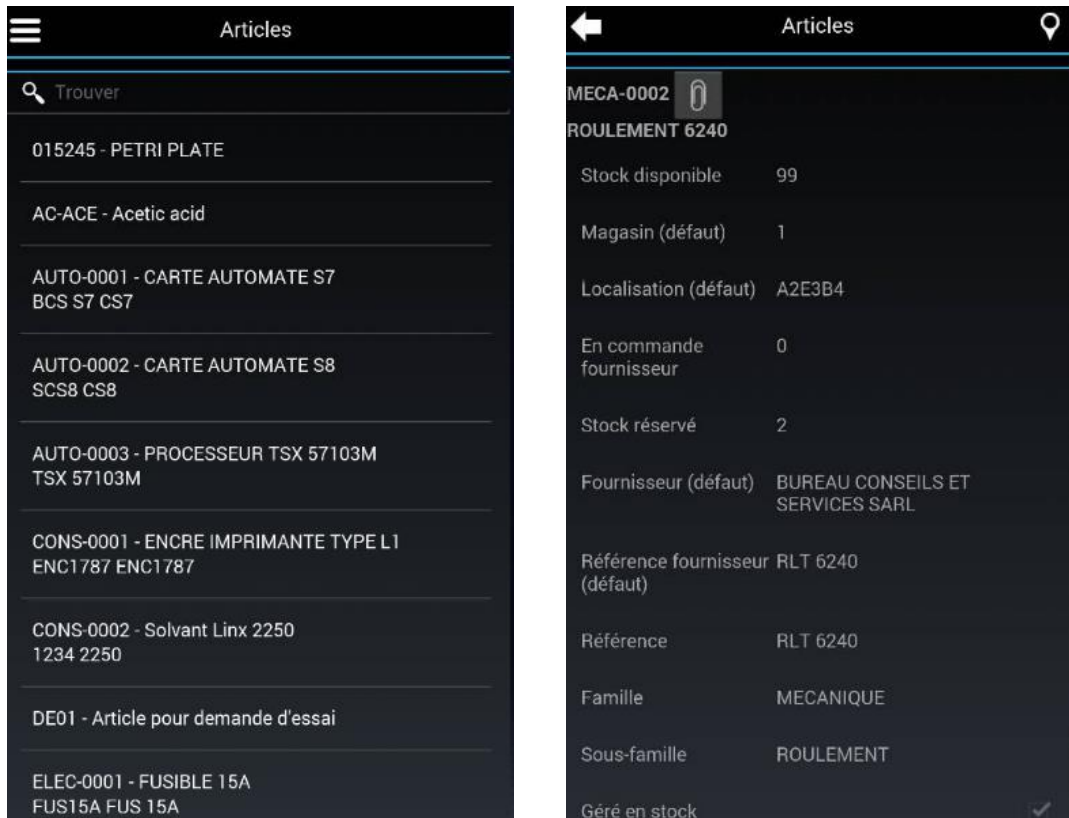 Articles
Trouver
015245 - PETRI PLATE
AC-ACE - Acetic acid
AUTO-0001 - CARTE AUTOMATE S7
BCS S7 CS7
AUTO-0002 - CARTE AUTOMATE S8
SCS8 CS8
AUTO-0003 - PROCESSEUR TSX 57103M
TSX 57103M
CONS-0001 - ENCRE IMPRIMANTE TYPE L1
ENC1787 ENC1787
CONS-0002 - Solvant Linx 2250
1234 2250
DE01 - Article pour demande d'essai
ELEC-0001 - FUSIBLE 15A
FUS15A FUS 15A
Articles
MECA-0002
ROULEMENT 6240
Stock disponible 99
Magasin (défaut) 1
Localisation (défaut) A2E3B4
En commande 0
fournisseur
Stock réservé 2
Fournisseur (défaut) BUREAU CONSEILS ET
SERVICES SARL
Référence fournisseur RLT 6240
(défaut)
Référence RLT 6240
Famille MECANIQUE
Sous-famille ROULEMENT
Géré en stock